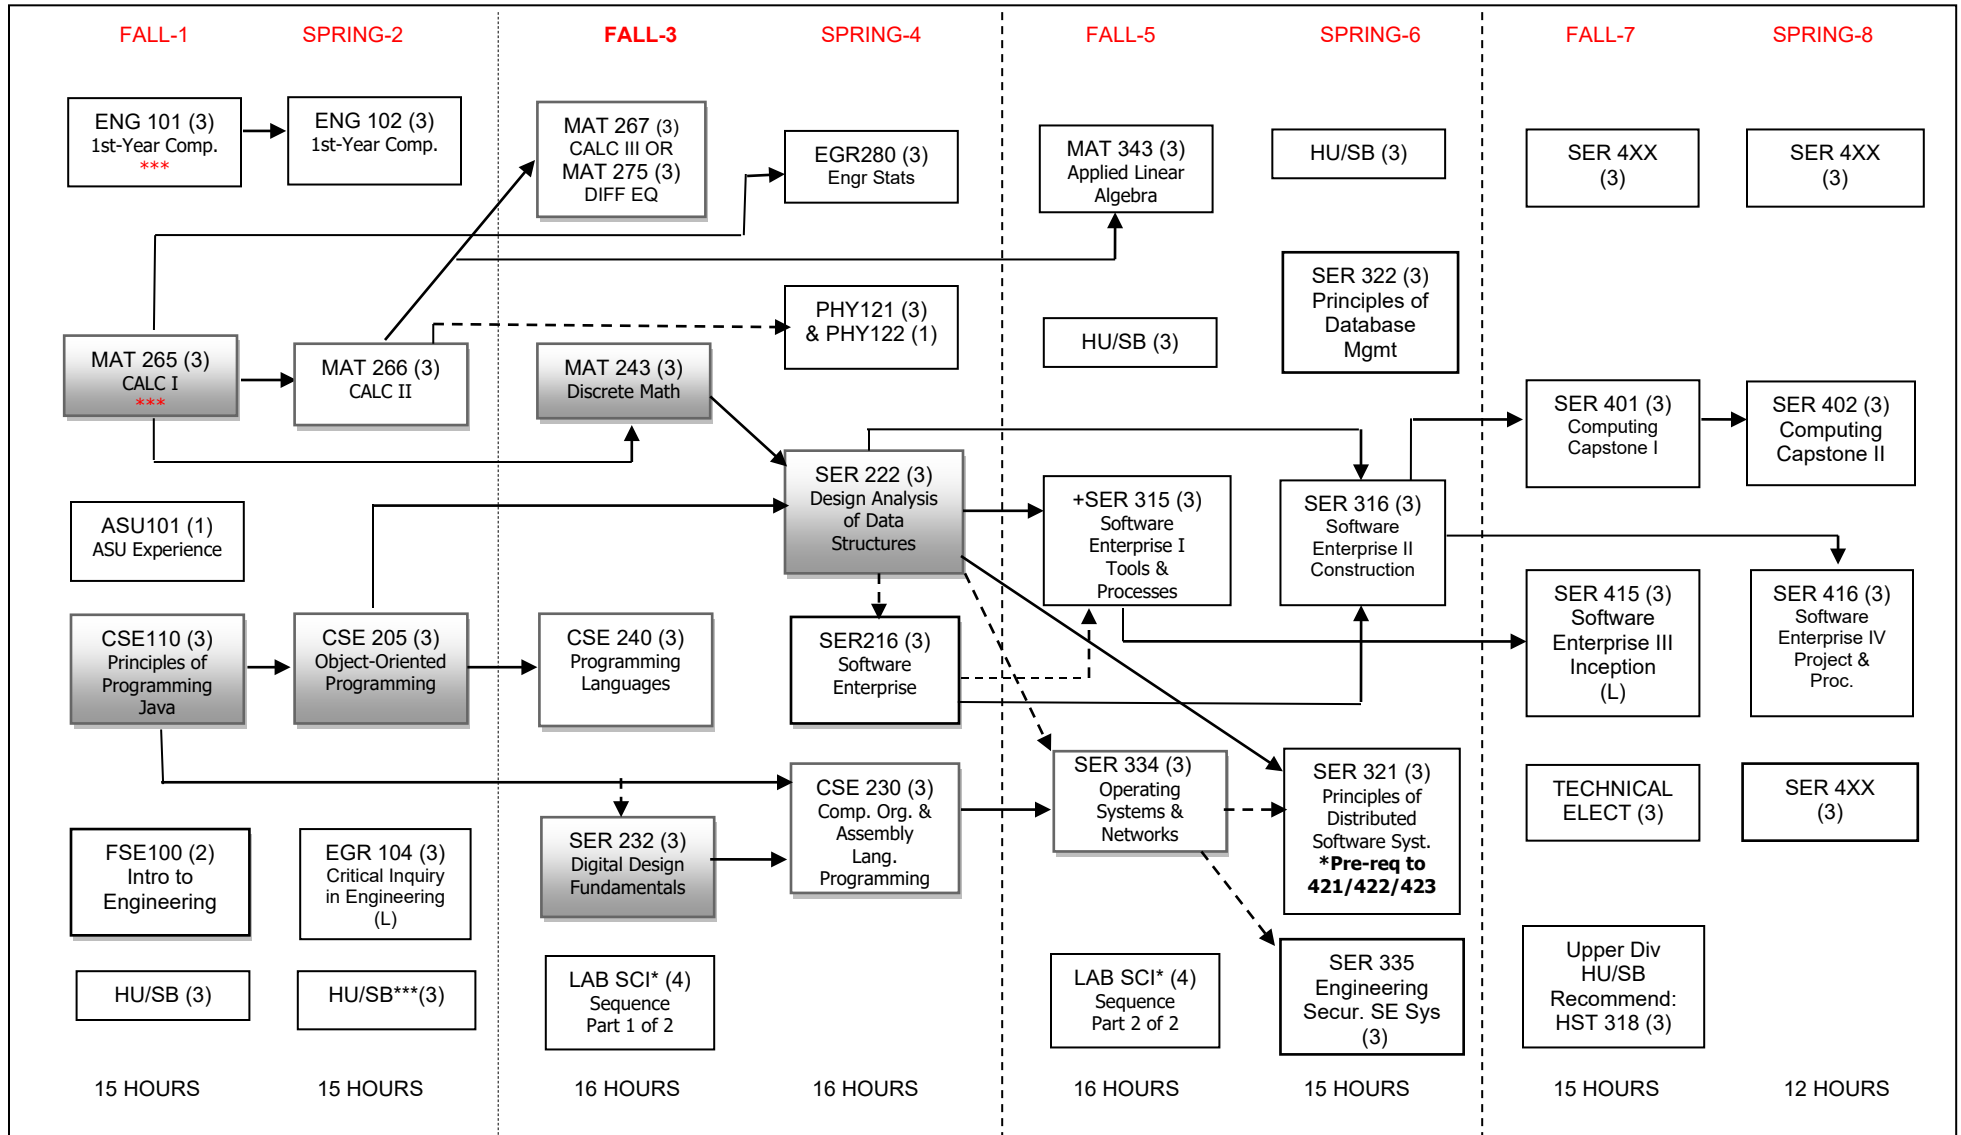 FALL-1
SPRING-2
FALL-3
SPRING-4
FALL-5
SPRING-6
FALL-7
SPRING-8
ENG 101 (3)
1st-Year Comp.
***
MAT 265 (3)
CALC I
***
ASU101 (1)
ASU Experience
CSE110 (3)
Principles of
Programming
Java
FSE100 (2)
Intro to
Engineering
HU/SB (3)
15 HOURS
ENG 102 (3)
1st-Year Comp.
MAT 266 (3)
CALC II
CSE 205 (3)
Object-Oriented
Programming
EGR 104 (3)
Critical Inquiry
in Engineering
(L)
HU/SB***(3)
15 HOURS
MAT 267 (3)
CALC III OR
MAT 275 (3)
DIFF EQ
MAT 243 (3)
Discrete Math
CSE 240 (3)
Programming
Languages
SER 232 (3)
Digital Design
Fundamentals
LAB SCI* (4)
Sequence
Part 1 of 2
16 HOURS
EGR280 (3)
Engr Stats
PHY121 (3)
& PHY122 (1)
SER 222 (3)
Design Analysis
of Data
Structures
SER216 (3)
Software
Enterprise
CSE 230 (3)
Comp. Org. &
Assembly
Lang.
Programming
16 HOURS
MAT 343 (3)
Applied Linear
Algebra
HU/SB (3)
+SER 315 (3)
Software
Enterprise I
Tools &
Processes
SER 334 (3)
Operating
Systems &
Networks
LAB SCI* (4)
Sequence
Part 2 of 2
16 HOURS
HU/SB (3)
SER 322 (3)
Principles of
Database
Mgmt
SER 316 (3)
Software
Enterprise II
Construction
SER 321 (3)
Principles of
Distributed
Software Syst.
*Pre-req to
421/422/423
SER 335
Engineering
Secur. SE Sys
(3)
15 HOURS
SER 4XX
(3)
SER 401 (3)
Computing
Capstone I
SER 415 (3)
Software
Enterprise III
Inception
(L)
TECHNICAL
ELECT (3)
Upper Div
HU/SB
Recommend:
HST 318 (3)
15 HOURS
SER 4XX
(3)
SER 402 (3)
Computing
Capstone II
SER 416 (3)
Software
Enterprise IV
Project &
Proc.
SER 4XX
(3)
12 HOURS